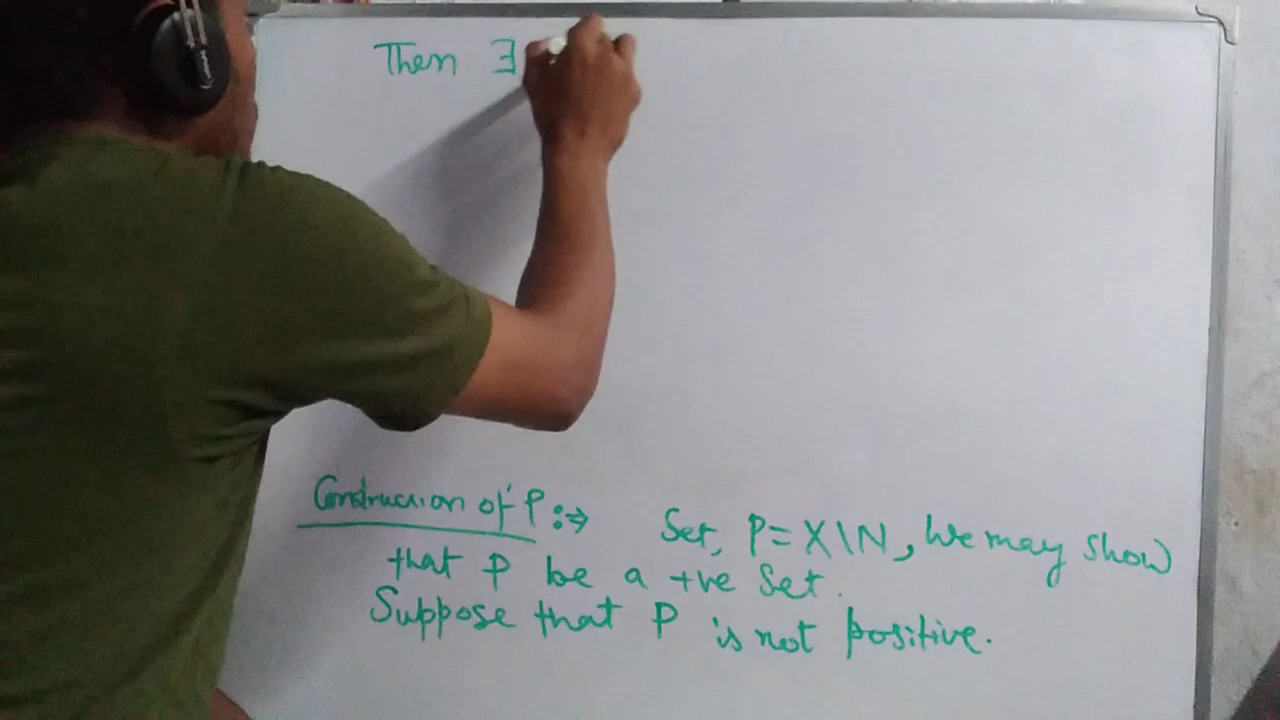 Then ∃
Construction of P :⇒ Set, P = X\N, We may show
that P be a +ve Set.
Suppose that P is not positive.